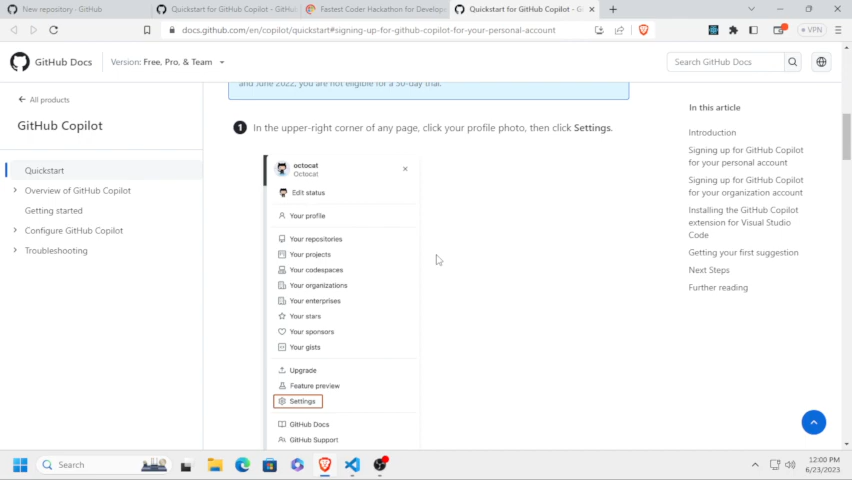 New repository · GitHub
Quickstart for GitHub Copilot - GitHu
Fastest Coder Hackathon for Develope
Quickstart for GitHub Copilot - Gi
docs.github.com/en/copilot/quickstart#signing-up-for-github-copilot-for-your-personal-account
VPN
GitHub Docs
Version: Free, Pro, & Team
Search GitHub Docs
All products
GitHub Copilot
Quickstart
Overview of GitHub Copilot
Getting started
Configure GitHub Copilot
Troubleshooting
and June 2022, you are not eligible for a 30-day trial.
1 In the upper-right corner of any page, click your profile photo, then click Settings.
octocat
Octocat
Edit status
Your profile
Your repositories
Your projects
Your codespaces
Your organizations
Your enterprises
Your stars
Your sponsors
Your gists
Upgrade
Feature preview
Settings
GitHub Docs
GitHub Support
In this article
Introduction
Signing up for GitHub Copilot
for your personal account
Signing up for GitHub Copilot
for your organization account
Installing the GitHub Copilot
extension for Visual Studio
Code
Getting your first suggestion
Next Steps
Further reading
Search
12:00 PM
6/23/2023